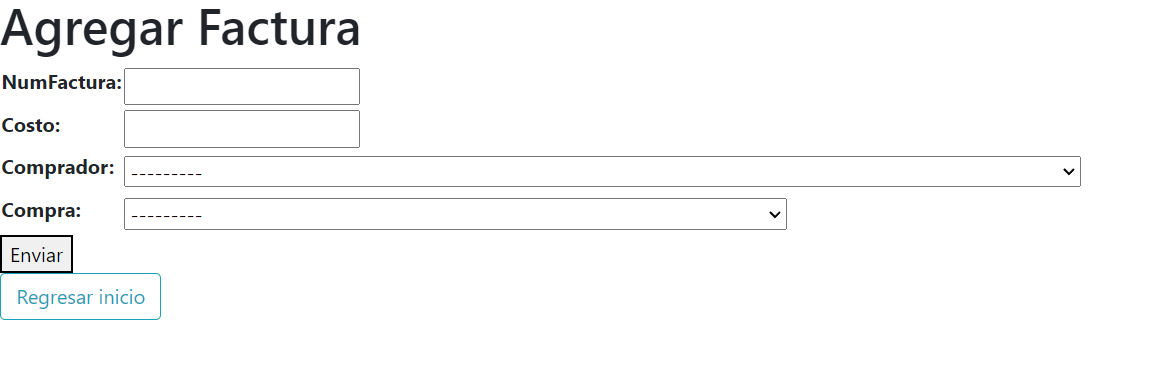 Agregar Factura
NumFactura:
Costo:
Comprador: ---------
Compra: ---------
Enviar
Regresar inicio